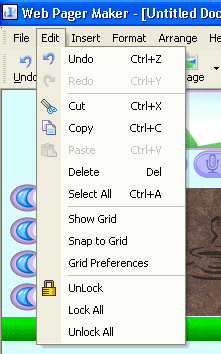 Web Pager Maker - [Untitled Doc
File Edit Insert Format Arrange He
Undo
Undo Ctrl+Z
Redo Ctrl+Y
Cut Ctrl+X
Copy Ctrl+C
Paste Ctrl+V
Delete Del
Select All Ctrl+A
Show Grid
Snap to Grid
Grid Preferences
UnLock
Lock All
Unlock All